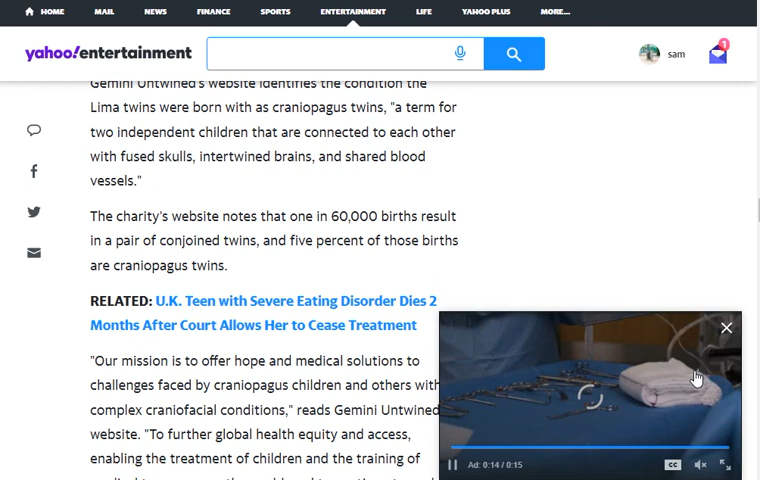 HOME MAIL NEWS FINANCE SPORTS ENTERTAINMENT LIFE YAHOO PLUS MORE...
yahoo!entertainment sam 1
Gemini Untwined's website identifies the condition the
Lima twins were born with as craniopagus twins, "a term for
two independent children that are connected to each other
with fused skulls, intertwined brains, and shared blood
vessels."
The charity's website notes that one in 60,000 births result
in a pair of conjoined twins, and five percent of those births
are craniopagus twins.
RELATED: U.K. Teen with Severe Eating Disorder Dies 2
Months After Court Allows Her to Cease Treatment
"Our mission is to offer hope and medical solutions to
challenges faced by craniopagus children and others with
complex craniofacial conditions," reads Gemini Untwined
website. "To further global health equity and access,
enabling the treatment of children and the training of
Ad: 0:14 / 0:15 CC